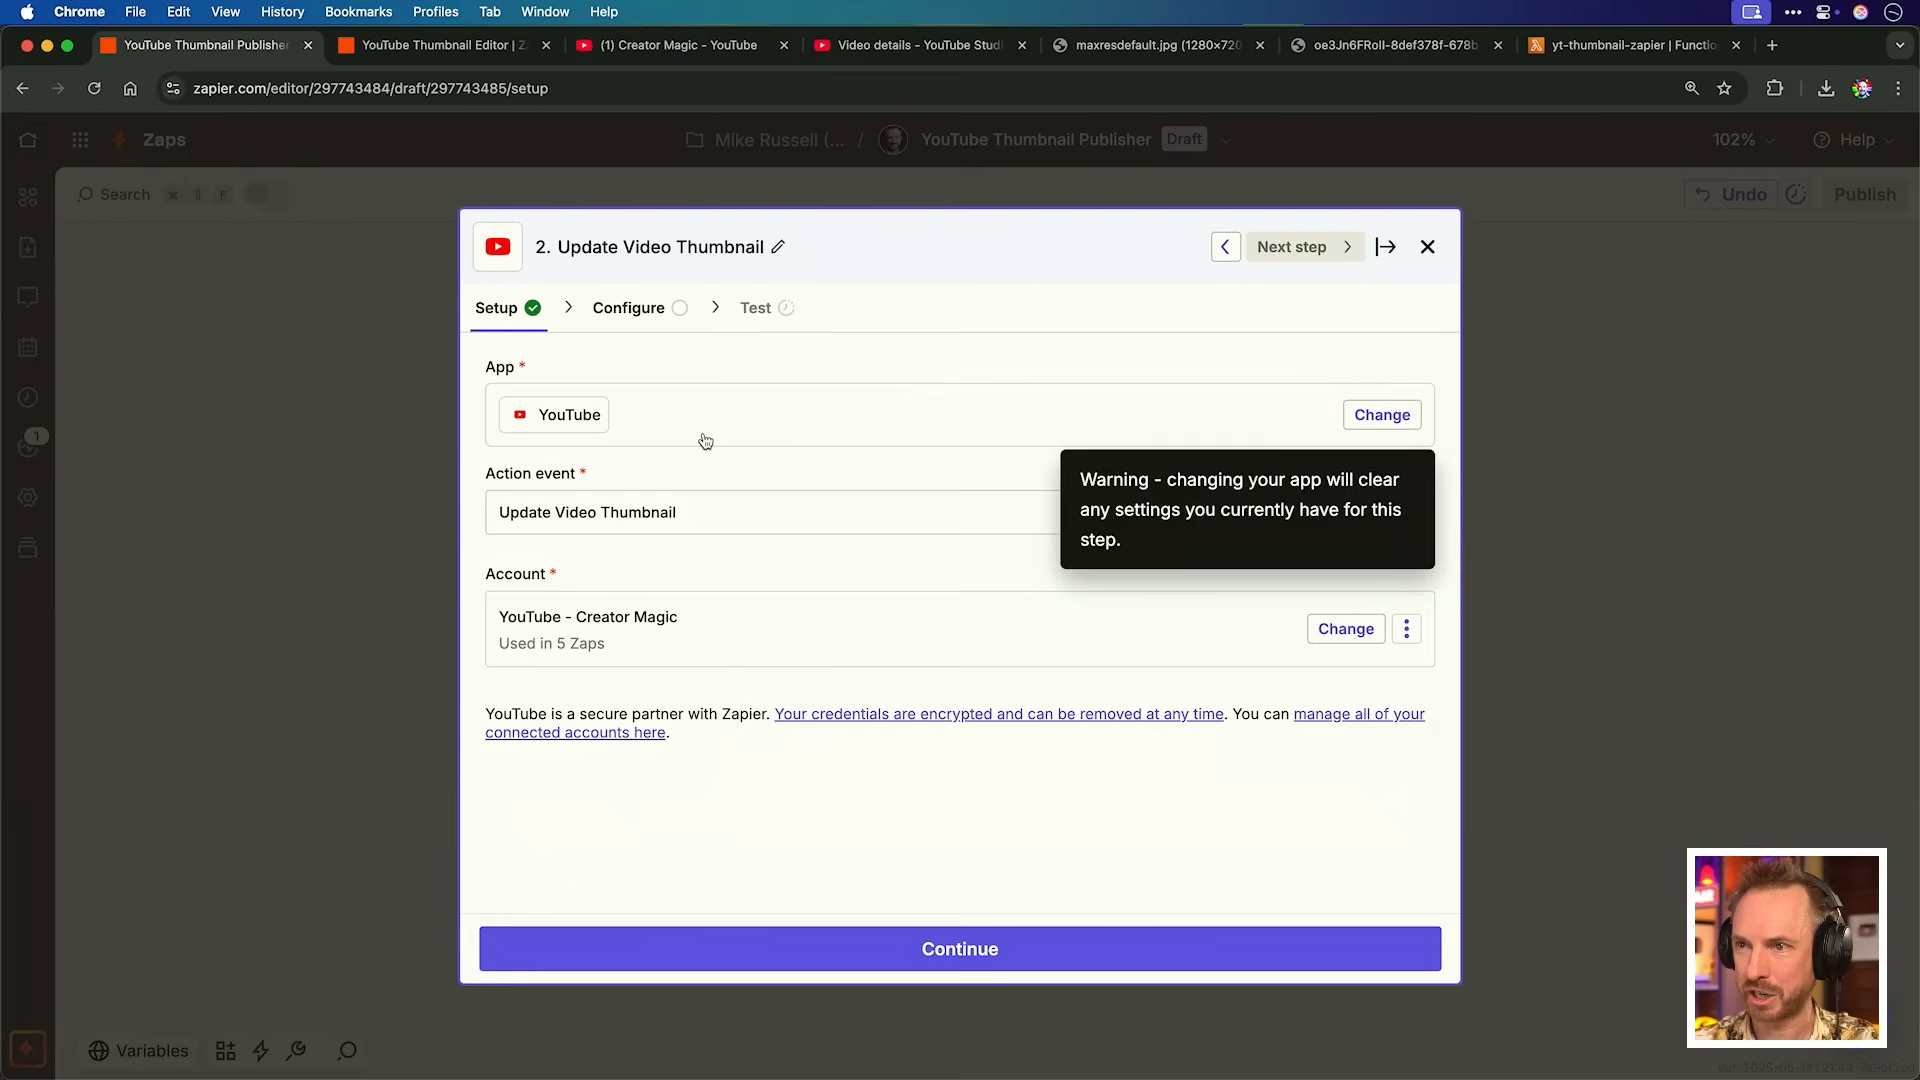 Chrome File Edit View History Bookmarks Profiles Tab Window Help
YouTube Thumbnail Publisher
YouTube Thumbnail Editor | Z
(1) Creator Magic - YouTube
Video details - YouTube Studi
maxresdefault.jpg (1280×720
oe3Jn6FRoII-8def378f-678b
yt-thumbnail-zapier | Functio
zapier.com/editor/297743484/draft/297743485/setup
Zaps
Mike Russell (... / YouTube Thumbnail Publisher Draft
102%
Help
Search
Undo
Publish
1
2. Update Video Thumbnail
Next step
Setup
Configure
Test
App *
YouTube
Change
Warning - changing your app will clear
any settings you currently have for this
step.
Action event *
Update Video Thumbnail
Account *
YouTube - Creator Magic
Used in 5 Zaps
Change
YouTube is a secure partner with Zapier. Your credentials are encrypted and can be removed at any time. You can manage all of your
connected accounts here.
Continue
Variables